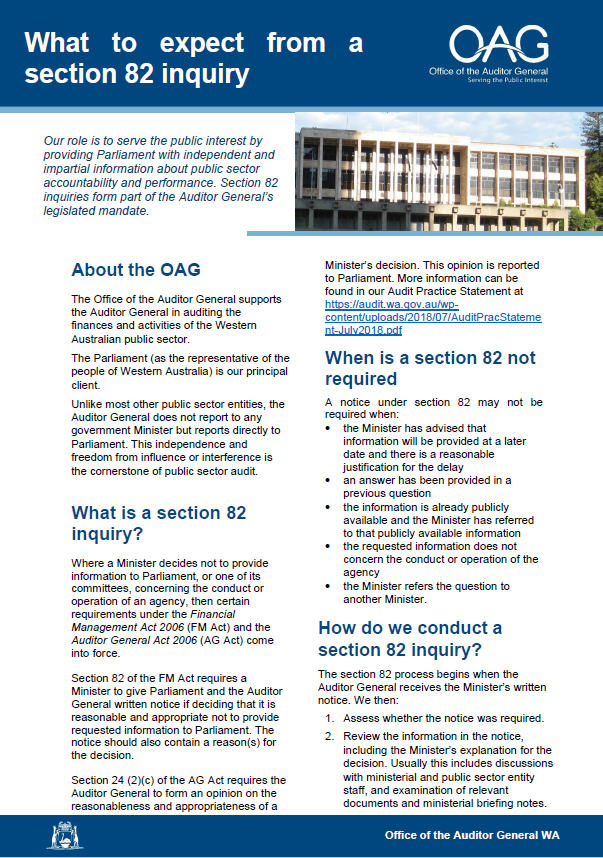 What to expect from a
section 82 inquiry
OAG
Office of the Auditor General
Serving the Public Interest
Our role is to serve the public interest by
providing Parliament with independent and
impartial information about public sector
accountability and performance. Section 82
inquiries form part of the Auditor General's
legislated mandate.
About the OAG
The Office of the Auditor General supports
the Auditor General in auditing the
finances and activities of the Western
Australian public sector.
The Parliament (as the representative of the
people of Western Australia) is our principal
client.
Unlike most other public sector entities, the
Auditor General does not report to any
government Minister but reports directly to
Parliament. This independence and
freedom from influence or interference is
the cornerstone of public sector audit.
What is a section 82
inquiry?
Where a Minister decides not to provide
information to Parliament, or one of its
committees, concerning the conduct or
operation of an agency, then certain
requirements under the Financial
Management Act 2006 (FM Act) and the
Auditor General Act 2006 (AG Act) come
into force.
Section 82 of the FM Act requires a
Minister to give Parliament and the Auditor
General written notice if deciding that it is
reasonable and appropriate not to provide
requested information to Parliament. The
notice should also contain a reason(s) for
the decision.
Section 24 (2)(c) of the AG Act requires the
Auditor General to form an opinion on the
reasonableness and appropriateness of a
Minister's decision. This opinion is reported
to Parliament. More information can be
found in our Audit Practice Statement at
https://audit.wa.gov.au/wp-
content/uploads/2018/07/AuditPracStateme
nt-July2018.pdf
When is a section 82 not
required
A notice under section 82 may not be
required when:
• the Minister has advised that
information will be provided at a later
date and there is a reasonable
justification for the delay
• an answer has been provided in a
previous question
• the information is already publicly
available and the Minister has referred
to that publicly available information
• the requested information does not
concern the conduct or operation of the
agency
• the Minister refers the question to
another Minister.
How do we conduct a
section 82 inquiry?
The section 82 process begins when the
Auditor General receives the Minister's written
notice. We then:
1. Assess whether the notice was required.
2. Review the information in the notice,
including the Minister's explanation for the
decision. Usually this includes discussions
with ministerial and public sector entity
staff, and examination of relevant
documents and ministerial briefing notes.
Office of the Auditor General WA